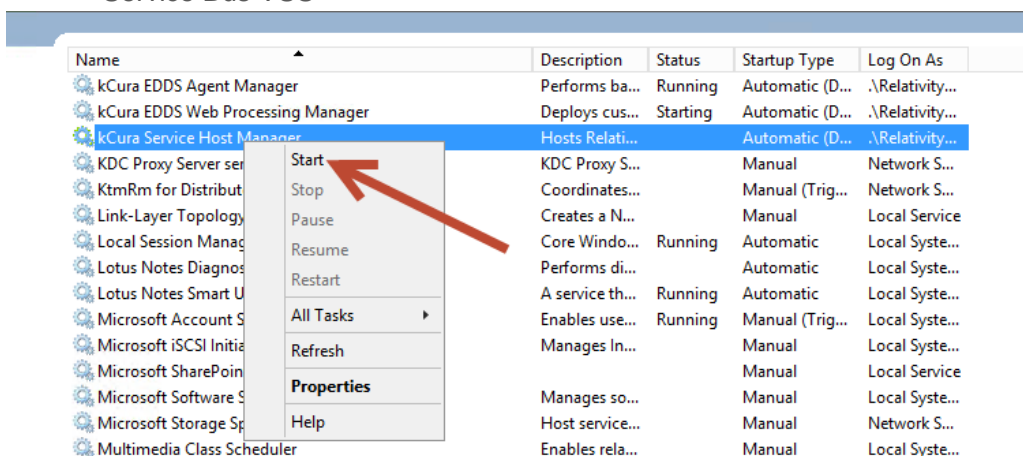 Name Description Status Startup Type Log On As
kCura EDDS Agent Manager Performs ba... Running Automatic (D... .\Relativity...
kCura EDDS Web Processing Manager Deploys cus... Starting Automatic (D... .\Relativity...
kCura Service Host Manager Hosts Relati... Automatic (D... .\Relativity...
KDC Proxy Server ser KDC Proxy S... Manual Network S...
KtmRm for Distribut Coordinates... Manual (Trig... Network S...
Link-Layer Topology Creates a N... Manual Local Service
Local Session Manag Core Windo... Running Automatic Local Syste...
Lotus Notes Diagnos Performs di... Automatic Local Syste...
Lotus Notes Smart U A service th... Running Automatic Local Syste...
Microsoft Account S Enables use... Running Manual (Trig... Local Syste...
Microsoft iSCSI Initia Manages In... Manual Local Syste...
Microsoft SharePoin Manual Local Service
Microsoft Software S Manages so... Manual Local Syste...
Microsoft Storage Sp Host service... Manual Network S...
Multimedia Class Scheduler Enables rela... Manual Local Syste...
Start
Stop
Pause
Resume
Restart
All Tasks
Refresh
Properties
Help